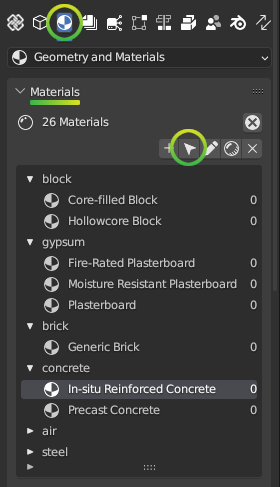 Geometry and Materials
Materials
26 Materials
block
Core-filled Block 0
Hollowcore Block 0
gypsum
Fire-Rated Plasterboard 0
Moisture Resistant Plasterboard 0
Plasterboard 0
brick
Generic Brick 0
concrete
In-situ Reinforced Concrete 0
Precast Concrete 0
air
steel